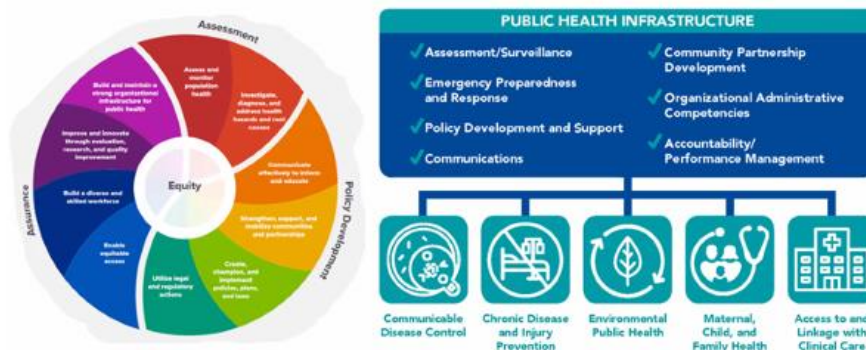 Assessment
Assess and
monitor
population
health
Investigate,
diagnose, and
address health
hazards and root
causes
Policy Development
Communicate
effectively to inform
and educate
Strengthen, support, and
mobilize communities
and partnerships
Create,
champion, and
implement
policies, plans,
and laws
Utilize legal
and regulatory
actions
Assurance
Enable
equitable
access
Build a diverse and
skilled workforce
Improve and innovate
through evaluation,
research, and quality
improvement
Build and maintain a
strong organizational
infrastructure for
public health
Equity
PUBLIC HEALTH INFRASTRUCTURE
Assessment/Surveillance
Emergency Preparedness
and Response
Policy Development and Support
Communications
Community Partnership
Development
Organizational Administrative
Competencies
Accountability/
Performance Management
Communicable
Disease Control
Chronic Disease
and Injury
Prevention
Environmental
Public Health
Maternal,
Child, and
Family Health
Access to and
Linkage with
Clinical Care